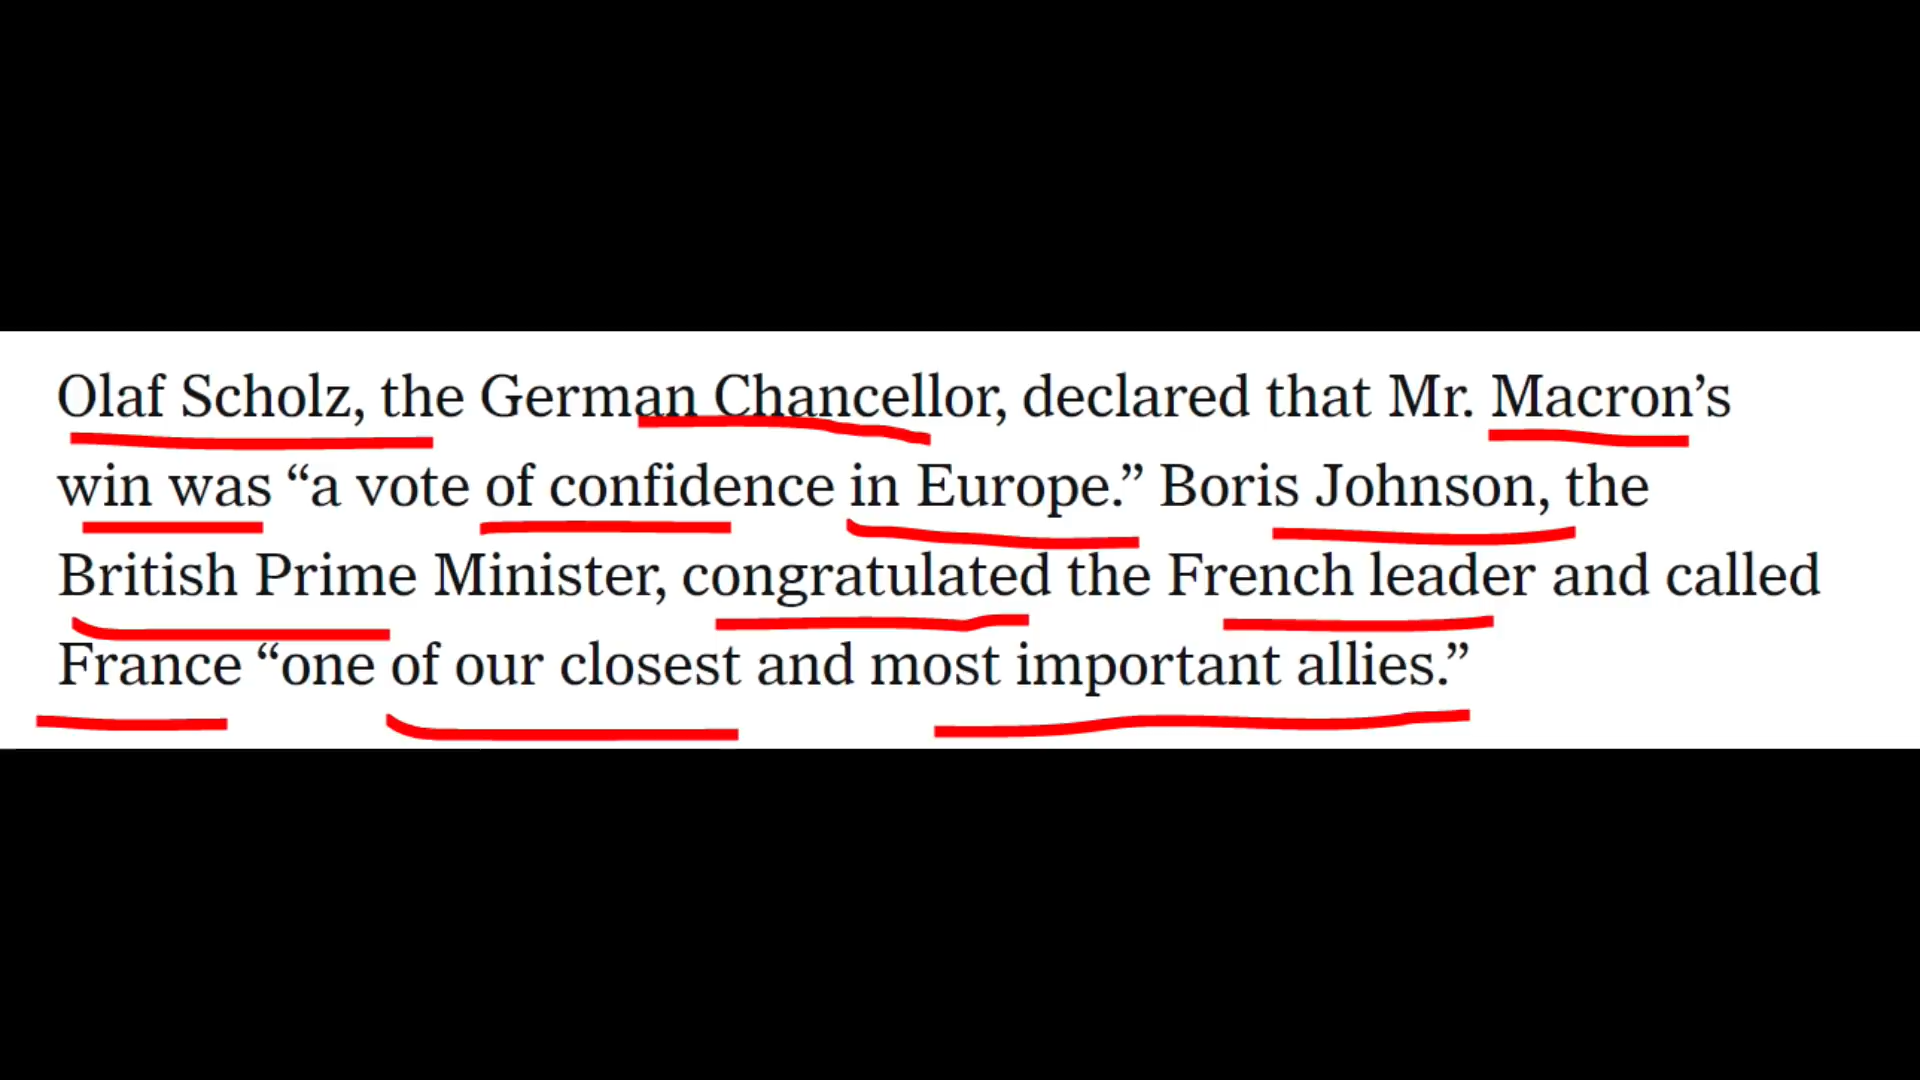 Olaf Scholz, the German Chancellor, declared that Mr. Macron’s
win was “a vote of confidence in Europe.” Boris Johnson, the
British Prime Minister, congratulated the French leader and called
France “one of our closest and most important allies.”